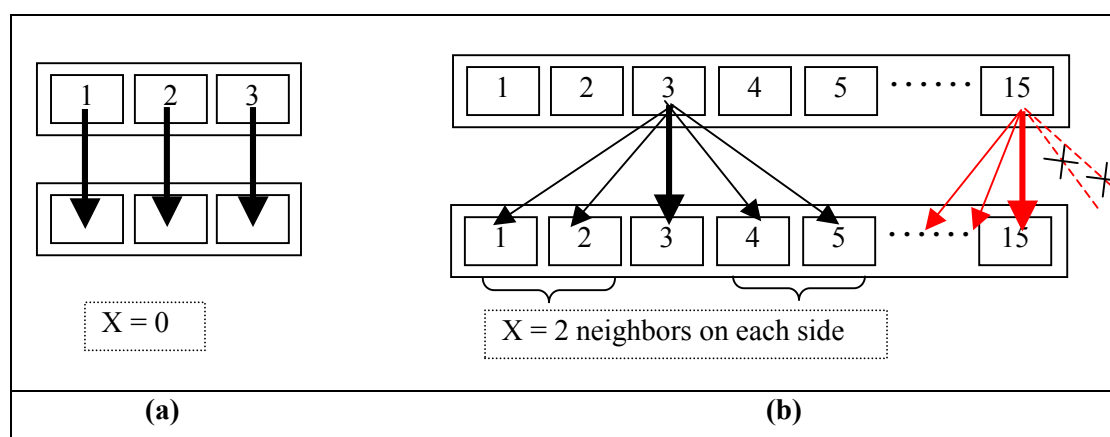 1 2 3
X = 0
(a)
1 2 3 4 5 ...... 15
1 2 3 4 5 ...... 15
X = 2 neighbors on each side
(b)